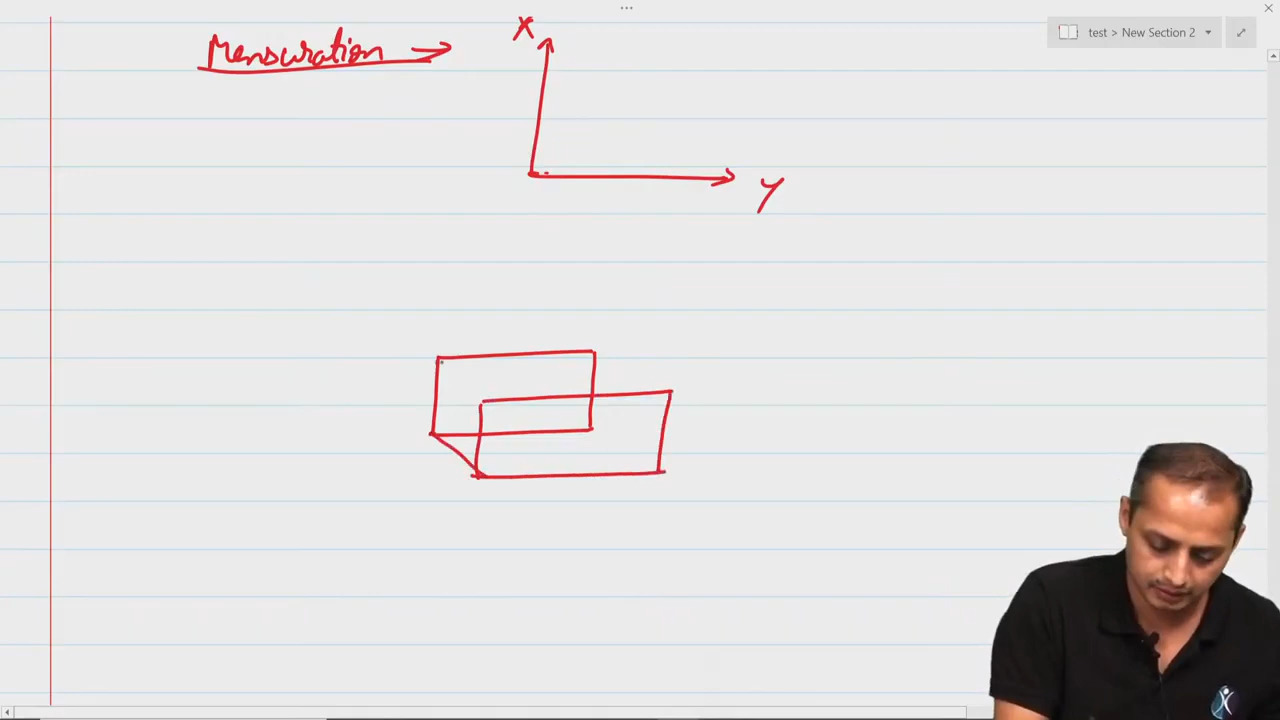 Mensuration →
X
y
test > New Section 2